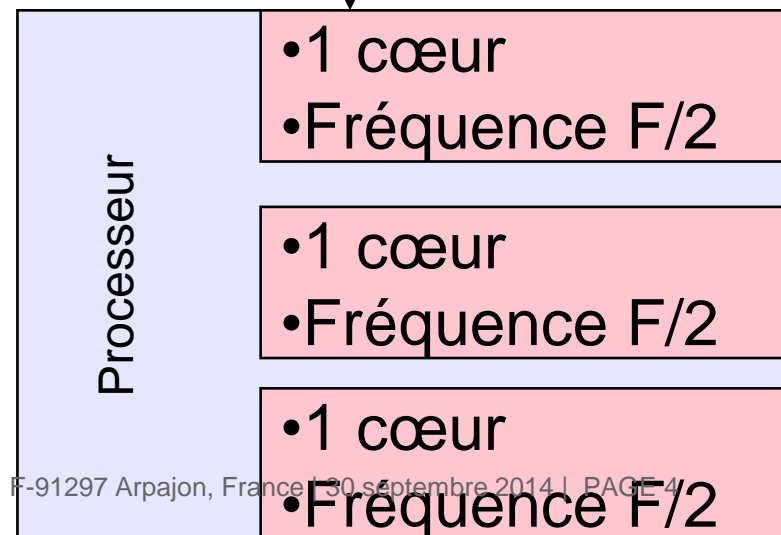 Processeur
•1 cœur
•Fréquence F/2
•1 cœur
•Fréquence F/2
•1 cœur
•Fréquence F/2
F-91297 Arpajon, France | 30 septembre 2014 | PAGE 4